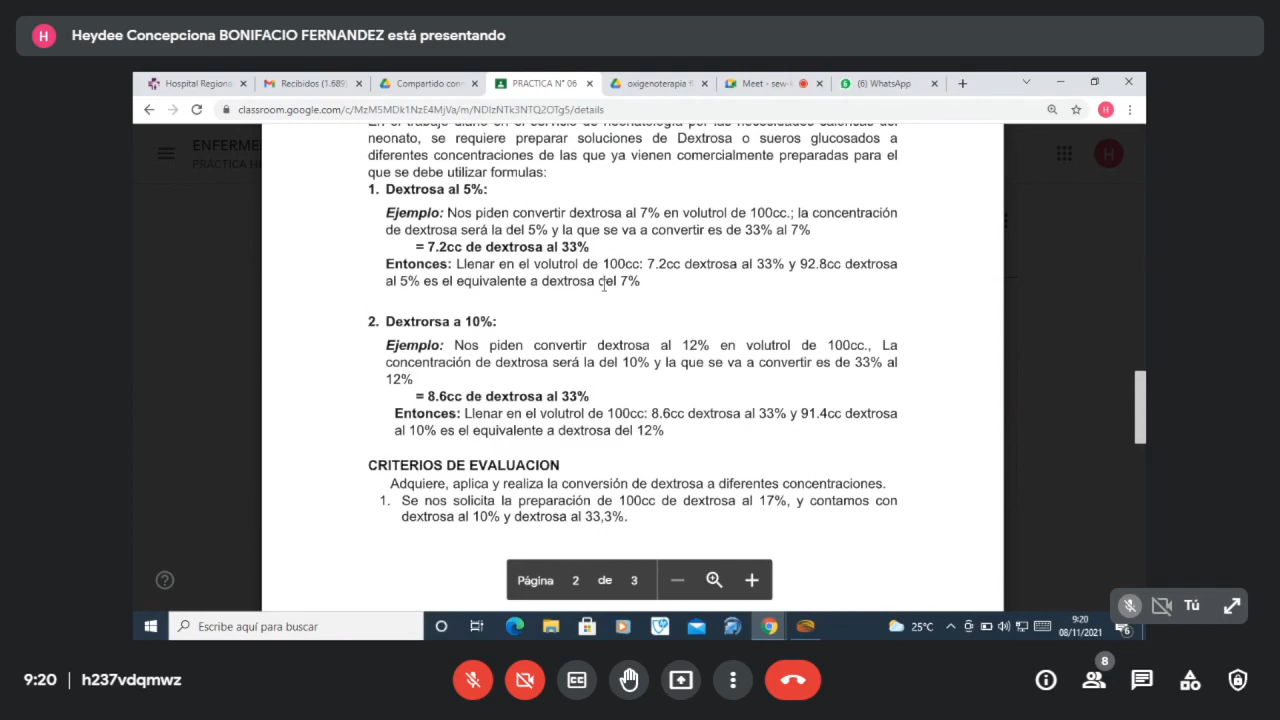 H Heydee Concepciona BONIFACIO FERNANDEZ está presentando
Hospital Regiona
Recibidos (1.689)
Compartido con
PRACTICA N° 06
oxigenoterapia f
Meet - sew-
(6) WhatsApp
classroom.google.com/c/MzM5MDk1NzE4MjVa/m/NDIzNTk3NTQ2OTg5/details
H
ENFERME
PRÁCTICA
H
neonato, se requiere preparar soluciones de Dextrosa o sueros glucosados a
diferentes concentraciones de las que ya vienen comercialmente preparadas para el
que se debe utilizar formulas:
1. Dextrosa al 5%:
Ejemplo: Nos piden convertir dextrosa al 7% en volutrol de 100cc.; la concentración
de dextrosa será la del 5% y la que se va a convertir es de 33% al 7%
= 7.2cc de dextrosa al 33%
Entonces: Llenar en el volutrol de 100cc: 7.2cc dextrosa al 33% y 92.8cc dextrosa
al 5% es el equivalente a dextrosa del 7%
2. Dextrorsa a 10%:
Ejemplo: Nos piden convertir dextrosa al 12% en volutrol de 100cc., La
concentración de dextrosa será la del 10% y la que se va a convertir es de 33% al
12%
= 8.6cc de dextrosa al 33%
Entonces: Llenar en el volutrol de 100cc: 8.6cc dextrosa al 33% y 91.4cc dextrosa
al 10% es el equivalente a dextrosa del 12%
CRITERIOS DE EVALUACION
Adquiere, aplica y realiza la conversión de dextrosa a diferentes concentraciones.
1. Se nos solicita la preparación de 100cc de dextrosa al 17%, y contamos con
dextrosa al 10% y dextrosa al 33,3%.
Página 2 de 3
Tú
Escribe aquí para buscar
25°C
9:20
08/11/2021
6
8
9:20 | h237vdqmwz